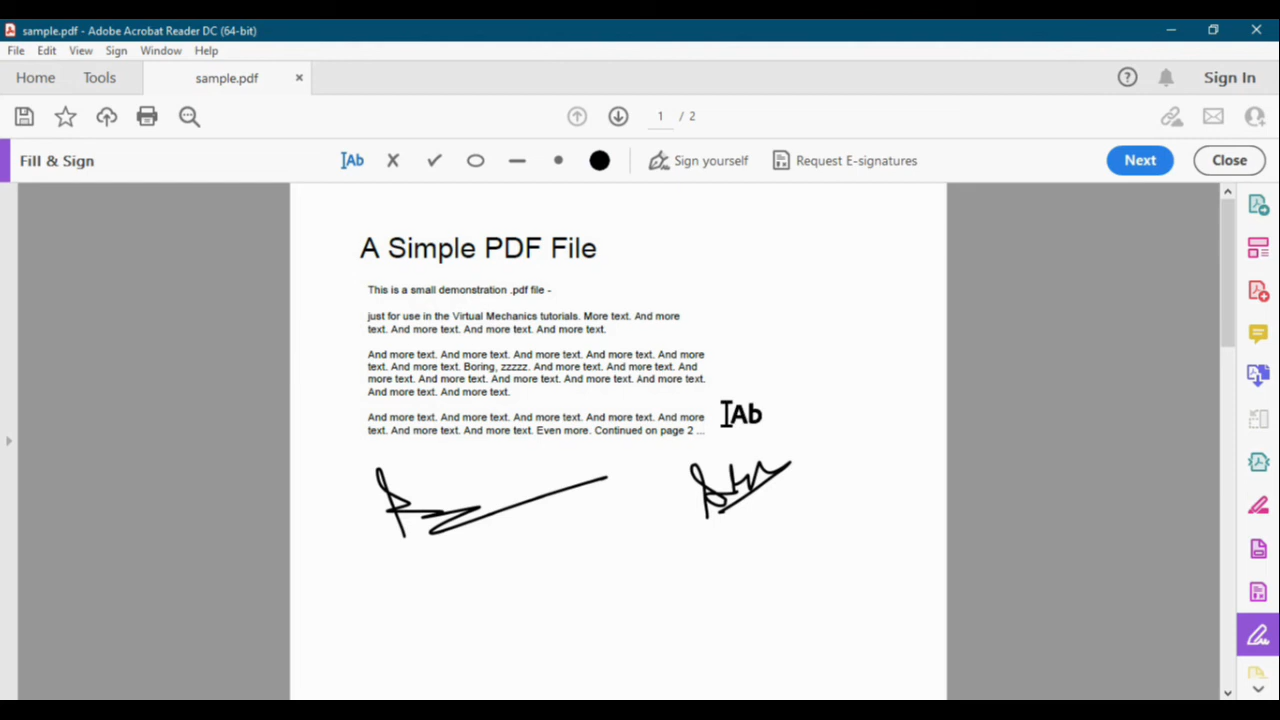 sample.pdf - Adobe Acrobat Reader DC (64-bit)
File Edit View Sign Window Help
Home Tools sample.pdf Sign In
1 / 2
Fill & Sign Ab Sign yourself Request E-signatures Next Close
A Simple PDF File
This is a small demonstration .pdf file -
just for use in the Virtual Mechanics tutorials. More text. And more
text. And more text. And more text. And more text.
And more text. And more text. And more text. And more text. And more
text. And more text. Boring, zzzzz. And more text. And more text. And
more text. And more text. And more text. And more text. And more text.
And more text. And more text.
And more text. And more text. And more text. And more text. And more
text. And more text. And more text. Even more. Continued on page 2 ...
Ab